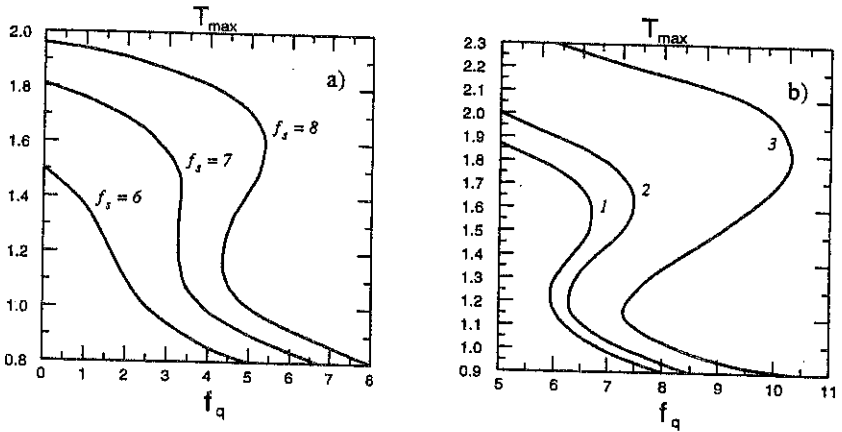 T_max
2.0
1.8
1.6
1.4
1.2
1.0
0.8
0 1 2 3 4 5 6 7 8
f_q
a)
f_s = 8
f_s = 7
f_s = 6
T_max
2.3
2.2
2.1
2.0
1.9
1.8
1.7
1.6
1.5
1.4
1.3
1.2
1.1
1.0
0.9
5 6 7 8 9 10 11
f_q
b)
3
2
1